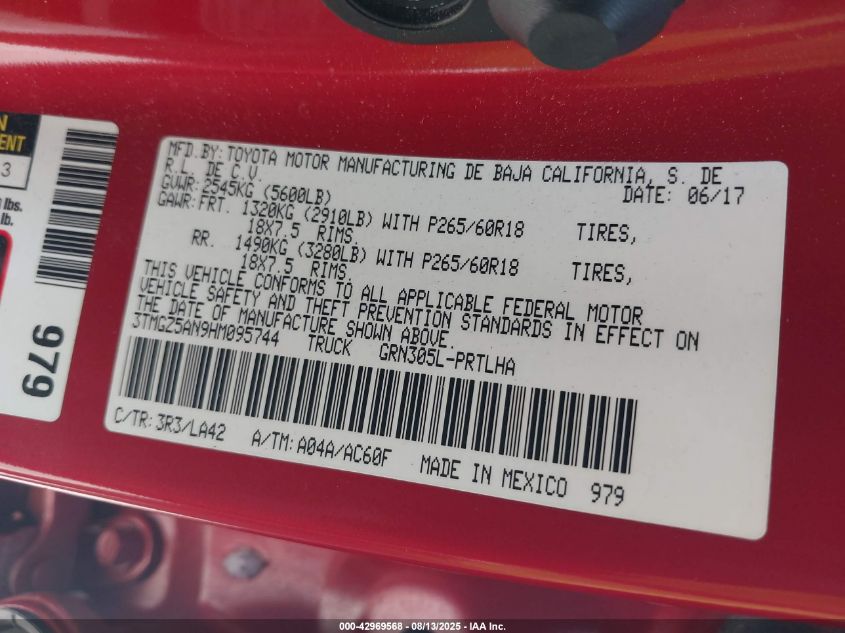 N
ENT
3
lbs.
lb.
979
MFD.BY: TOYOTA MOTOR MANUFACTURING DE BAJA CALIFORNIA, S. DE
R.L. DE C.V.
DATE: 06/17
GVWR: 2545KG (5600LB)
GAWR: FRT. 1320KG (2910LB) WITH P265/60R18 TIRES,
18X7.5 RIMS.
RR. 1490KG (3280LB) WITH P265/60R18 TIRES,
18X7.5 RIMS.
THIS VEHICLE CONFORMS TO ALL APPLICABLE FEDERAL MOTOR
VEHICLE SAFETY AND THEFT PREVENTION STANDARDS IN EFFECT ON
THE DATE OF MANUFACTURE SHOWN ABOVE.
3TMGZ5AN9HM095744 TRUCK GRN305L-PRTLHA
C/TR: 3R3/LA42 A/TM: A04A/AC60F MADE IN MEXICO 979
000-42969568 - 08/13/2025 - IAA Inc.